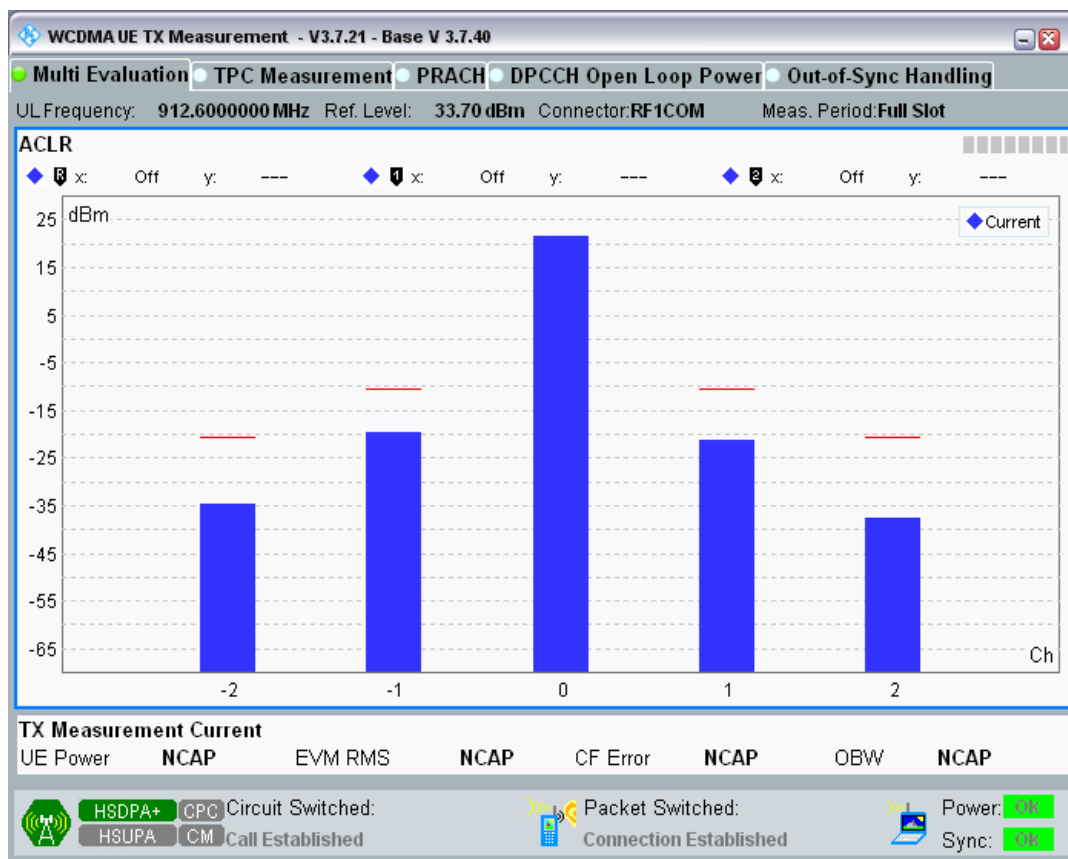 WCDMA UE TX Measurement - V3.7.21 - Base V 3.7.40
Multi Evaluation TPC Measurement PRACH DPCCH Open Loop Power Out-of-Sync Handling
UL Frequency: 912.6000000 MHz Ref. Level: 33.70 dBm Connector:RF1COM Meas. Period:Full Slot
ACLR
R x: Off y: --- 1 x: Off y: --- 2 x: Off y: ---
dBm
Current
25
15
5
-5
-15
-25
-35
-45
-55
-65
Ch
-2 -1 0 1 2
TX Measurement Current
UE Power NCAP EVM RMS NCAP CF Error NCAP OBW NCAP
HSDPA+ CPC Circuit Switched: Packet Switched: Power: Ok
HSUPA CM Call Established Connection Established Sync: Ok